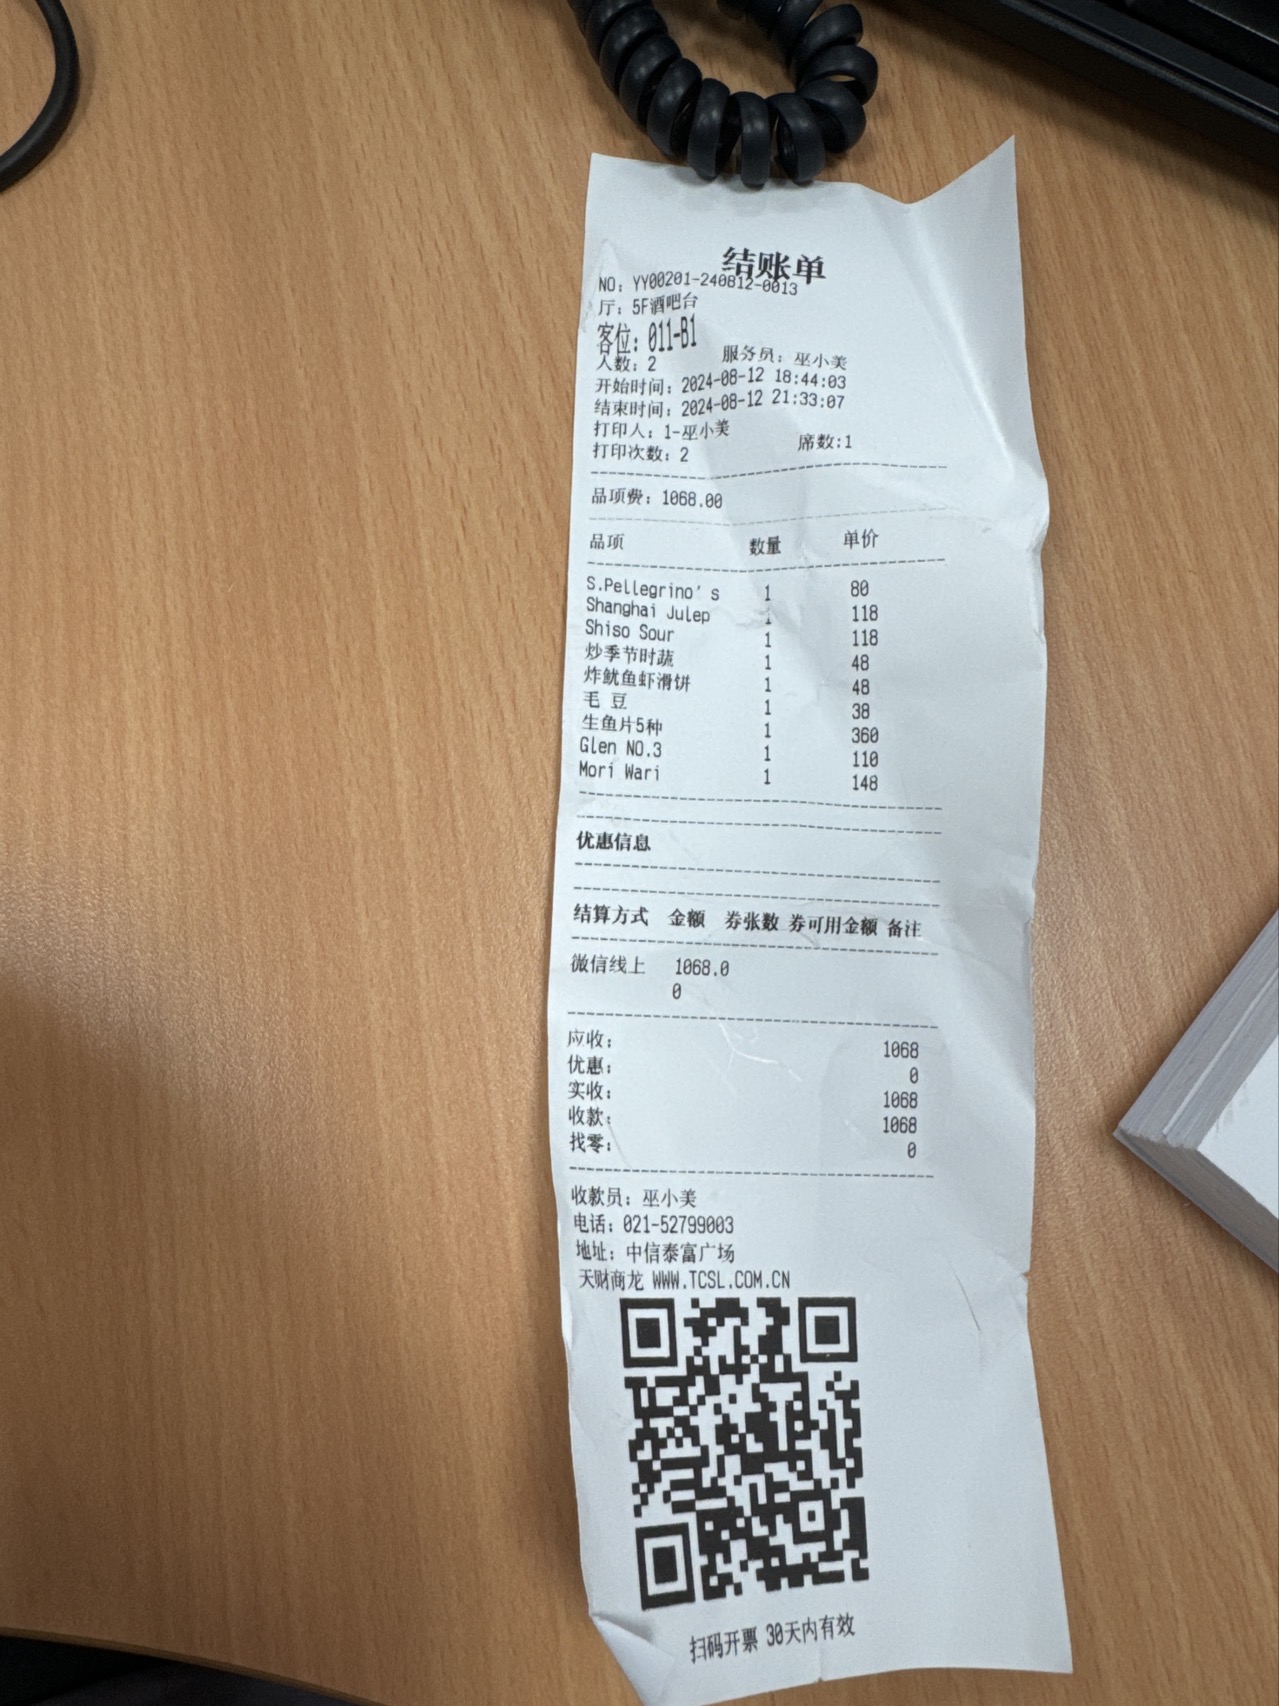 结账单
NO: YY00201-240812-0013
厅: 5F酒吧台
客位: 011-B1
人数: 2 服务员: 巫小美
开始时间: 2024-08-12 18:44:03
结束时间: 2024-08-12 21:33:07
打印人: 1-巫小美
打印次数: 2 席数:1
品项费: 1068.00
品项 数量 单价
S.Pellegrino's 1 80
Shanghai Julep 1 118
Shiso Sour 1 118
炒季节时蔬 1 48
炸鱿鱼虾滑饼 1 48
毛 豆 1 38
生鱼片5种 1 360
Glen NO.3 1 110
Mori Wari 1 148
优惠信息
结算方式 金额 券张数 券可用金额 备注
微信线上 1068.0
0
应收: 1068
优惠: 0
实收: 1068
收款: 1068
找零: 0
收款员: 巫小美
电话: 021-52799003
地址: 中信泰富广场
天财商龙 WWW.TCSL.COM.CN
扫码开票 30天内有效